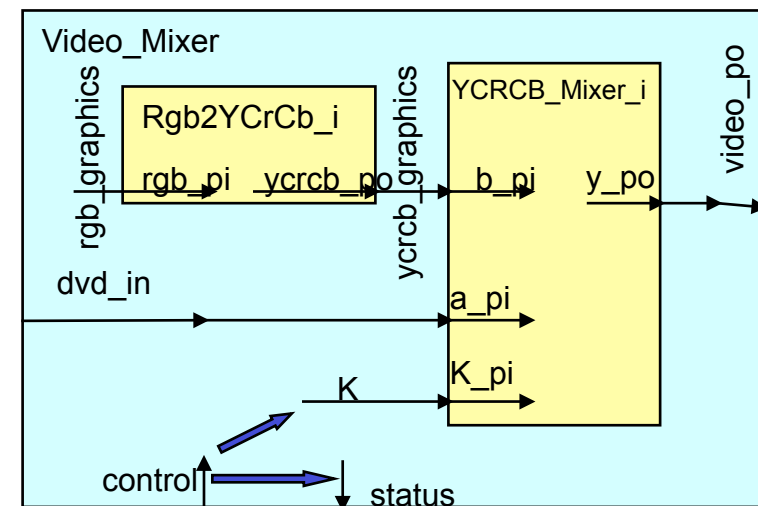 Video_Mixer
rgb_graphics
Rgb2YCrCb_i
rgb_pi
ycrcb_po
ycrcb_graphics
YCRCB_Mixer_i
b_pi
y_po
video_po
dvd_in
a_pi
K
K_pi
control
status